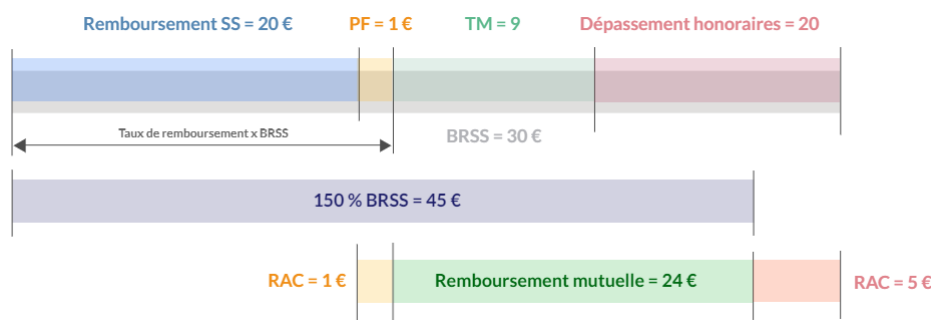 Remboursement SS = 20 € PF = 1 € TM = 9 Dépassement honoraires = 20
Taux de remboursement x BRSS
BRSS = 30 €
150 % BRSS = 45 €
RAC = 1 € Remboursement mutuelle = 24 € RAC = 5 €